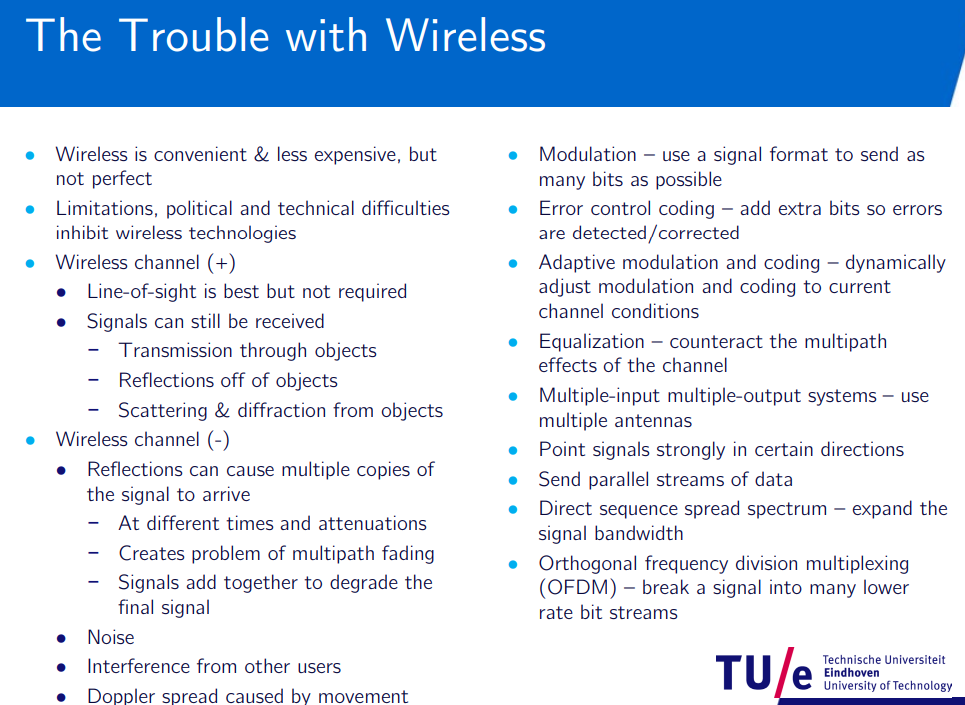 The Trouble with Wireless
• Wireless is convenient & less expensive, but
not perfect
• Limitations, political and technical difficulties
inhibit wireless technologies
• Wireless channel (+)
• Line-of-sight is best but not required
• Signals can still be received
– Transmission through objects
– Reflections off of objects
– Scattering & diffraction from objects
• Wireless channel (-)
• Reflections can cause multiple copies of
the signal to arrive
– At different times and attenuations
– Creates problem of multipath fading
– Signals add together to degrade the
final signal
• Noise
• Interference from other users
• Doppler spread caused by movement
• Modulation – use a signal format to send as
many bits as possible
• Error control coding – add extra bits so errors
are detected/corrected
• Adaptive modulation and coding – dynamically
adjust modulation and coding to current
channel conditions
• Equalization – counteract the multipath
effects of the channel
• Multiple-input multiple-output systems – use
multiple antennas
• Point signals strongly in certain directions
• Send parallel streams of data
• Direct sequence spread spectrum – expand the
signal bandwidth
• Orthogonal frequency division multiplexing
(OFDM) – break a signal into many lower
rate bit streams
TU/e
Technische Universiteit
Eindhoven
University of Technology